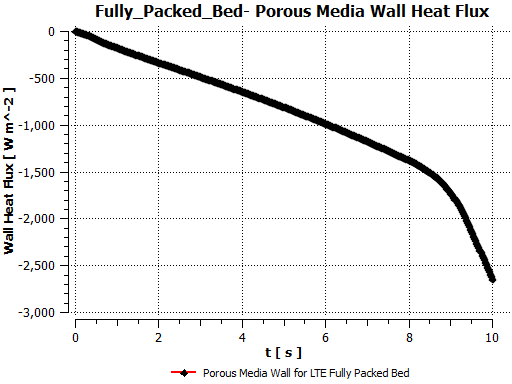 Fully_Packed_Bed- Porous Media Wall Heat Flux
Wall Heat Flux [ W m^-2 ]
0
-500
-1,000
-1,500
-2,000
-2,500
-3,000
0 2 4 6 8 10
t [ s ]
Porous Media Wall for LTE Fully Packed Bed